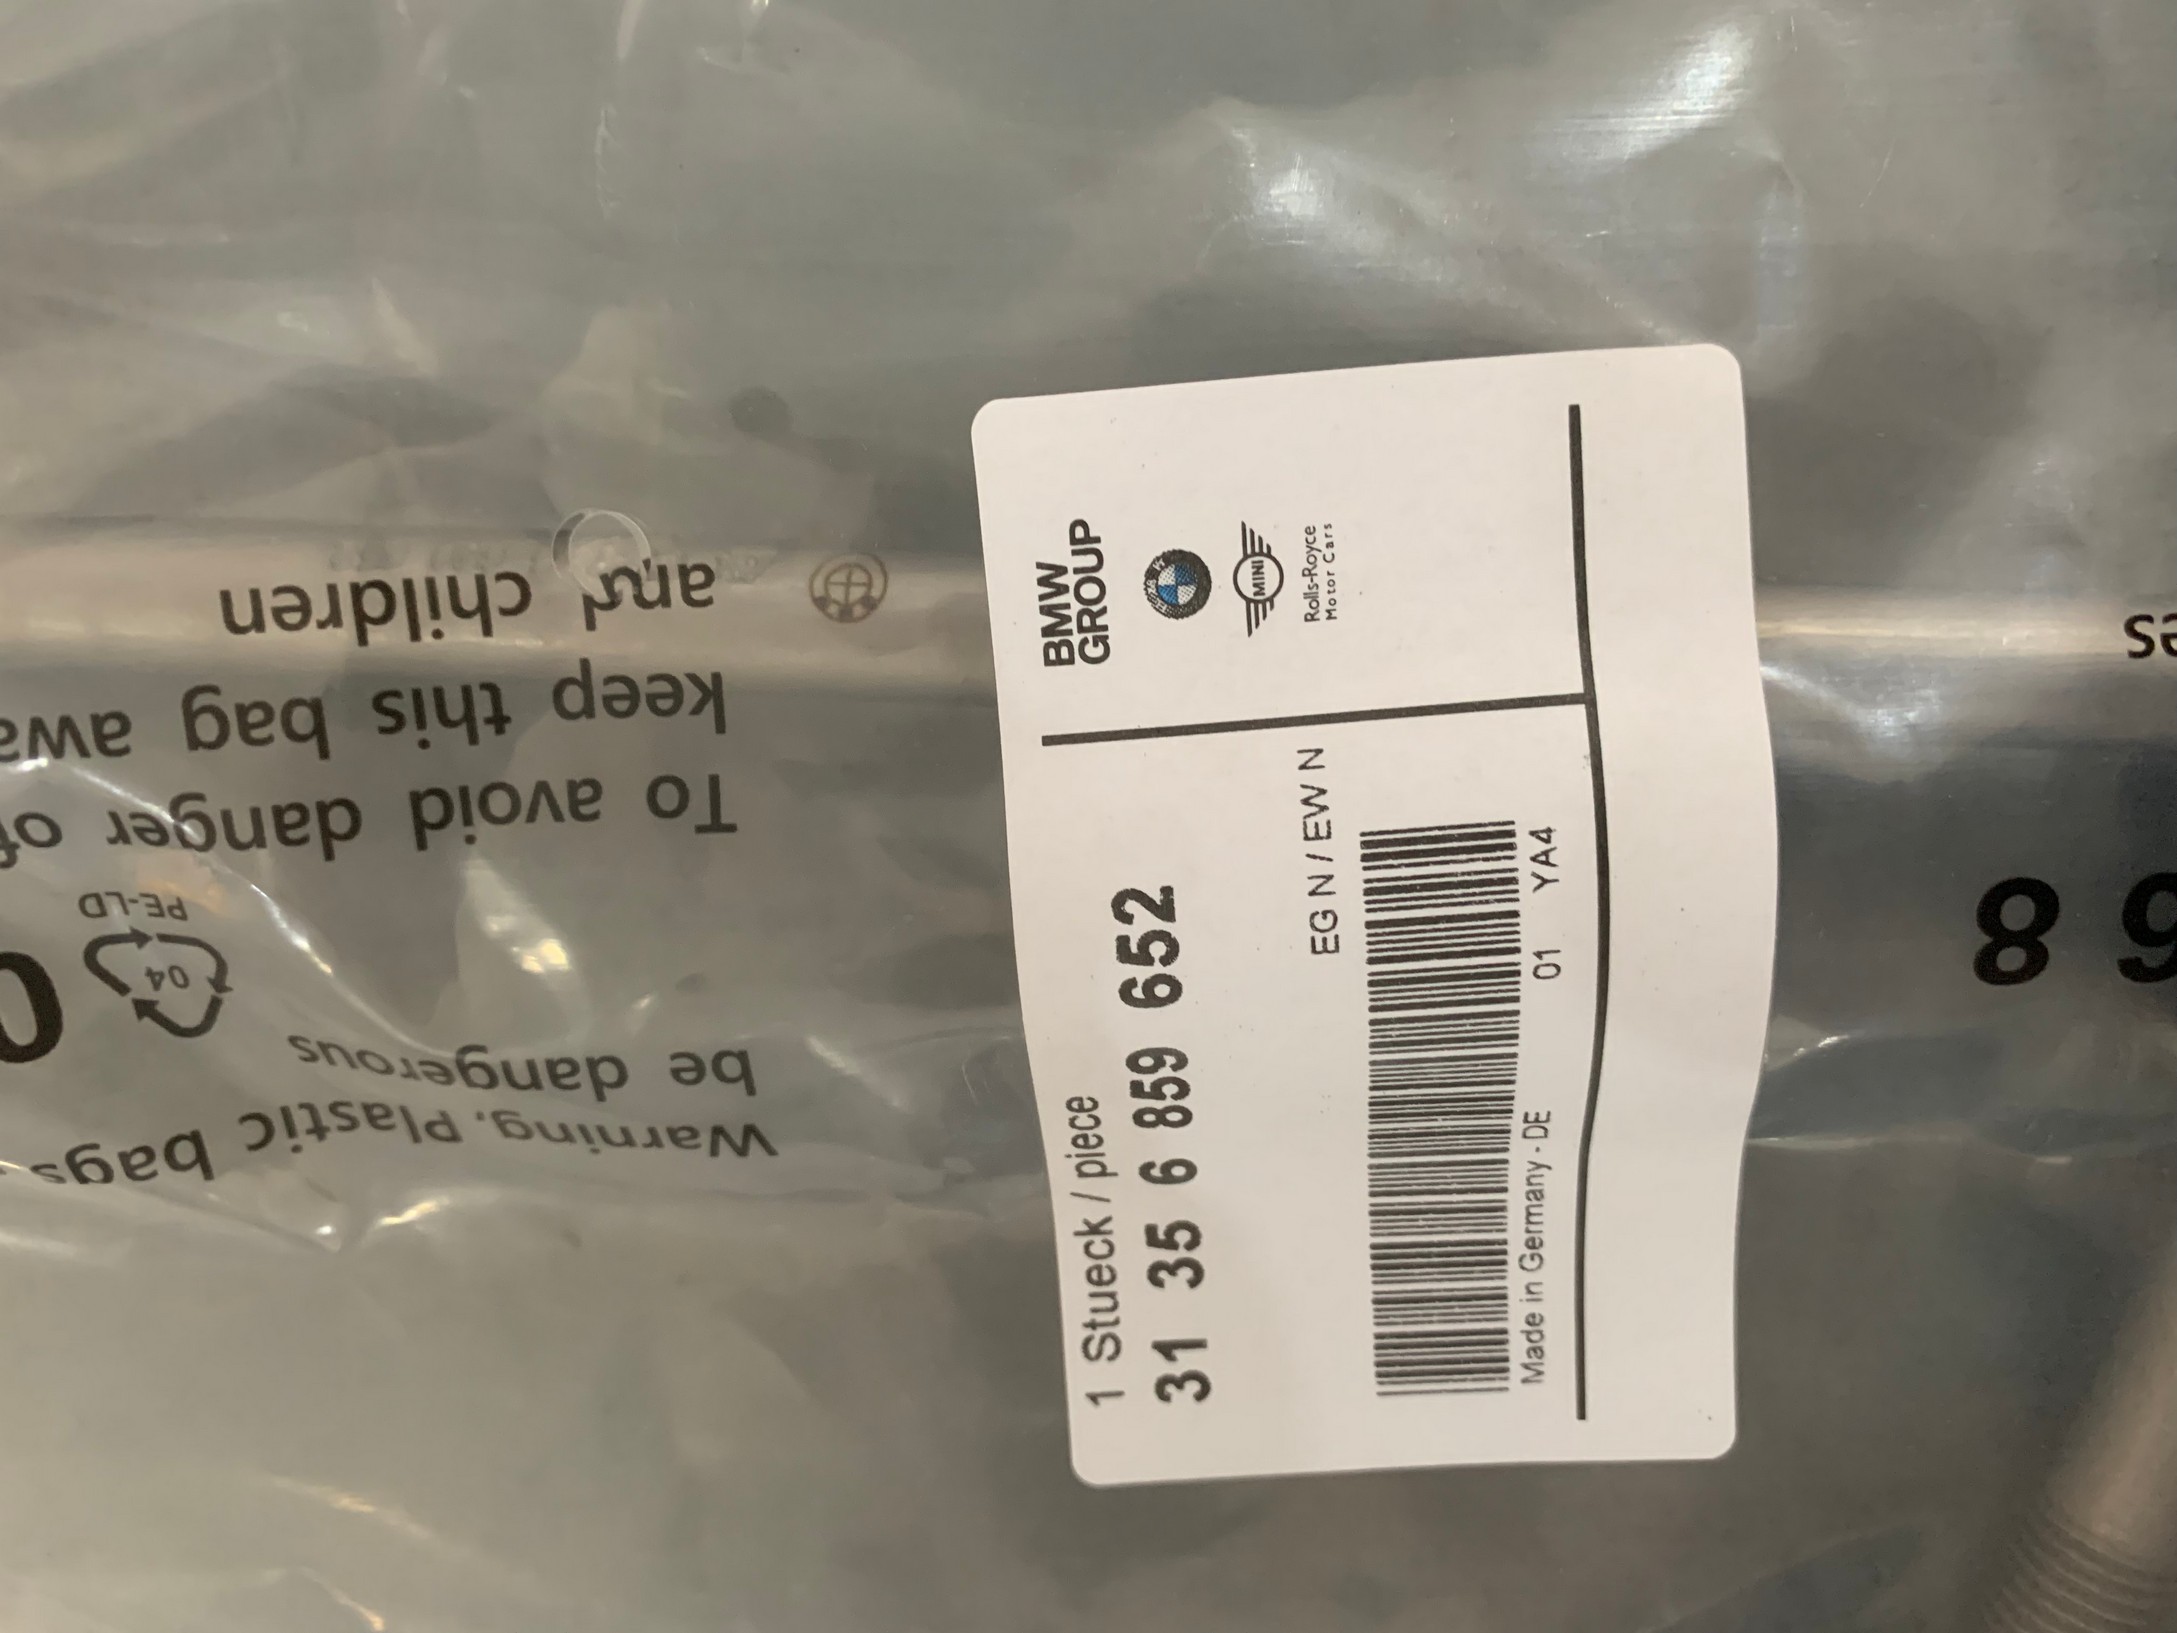 1 Stueck / piece
31 35 6 859 652
EG N / EW N
Made in Germany - DE 01 YA4
BMW
GROUP
MINI
Rolls-Royce
Motor Cars
Warning. Plastic bags
be dangerous
04
PE-LD
To avoid danger of
keep this bag
and children
8